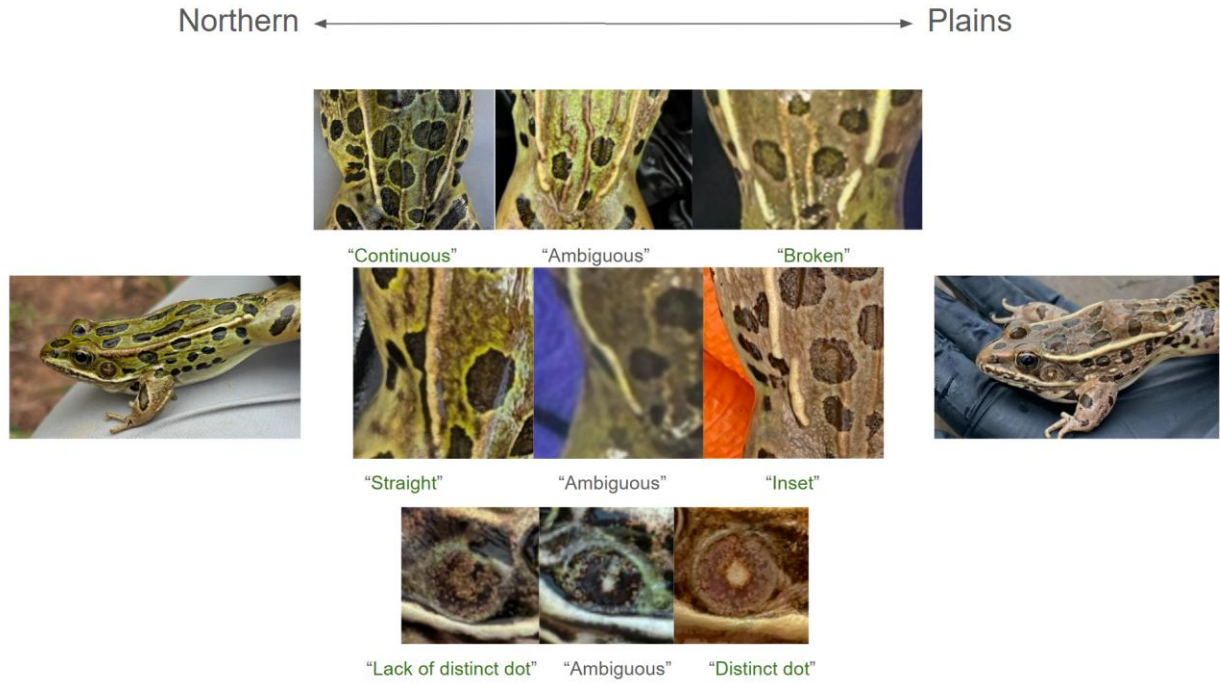 Northern Plains
“Continuous” “Ambiguous” “Broken”
“Straight” “Ambiguous” “Inset”
“Lack of distinct dot” “Ambiguous” “Distinct dot”